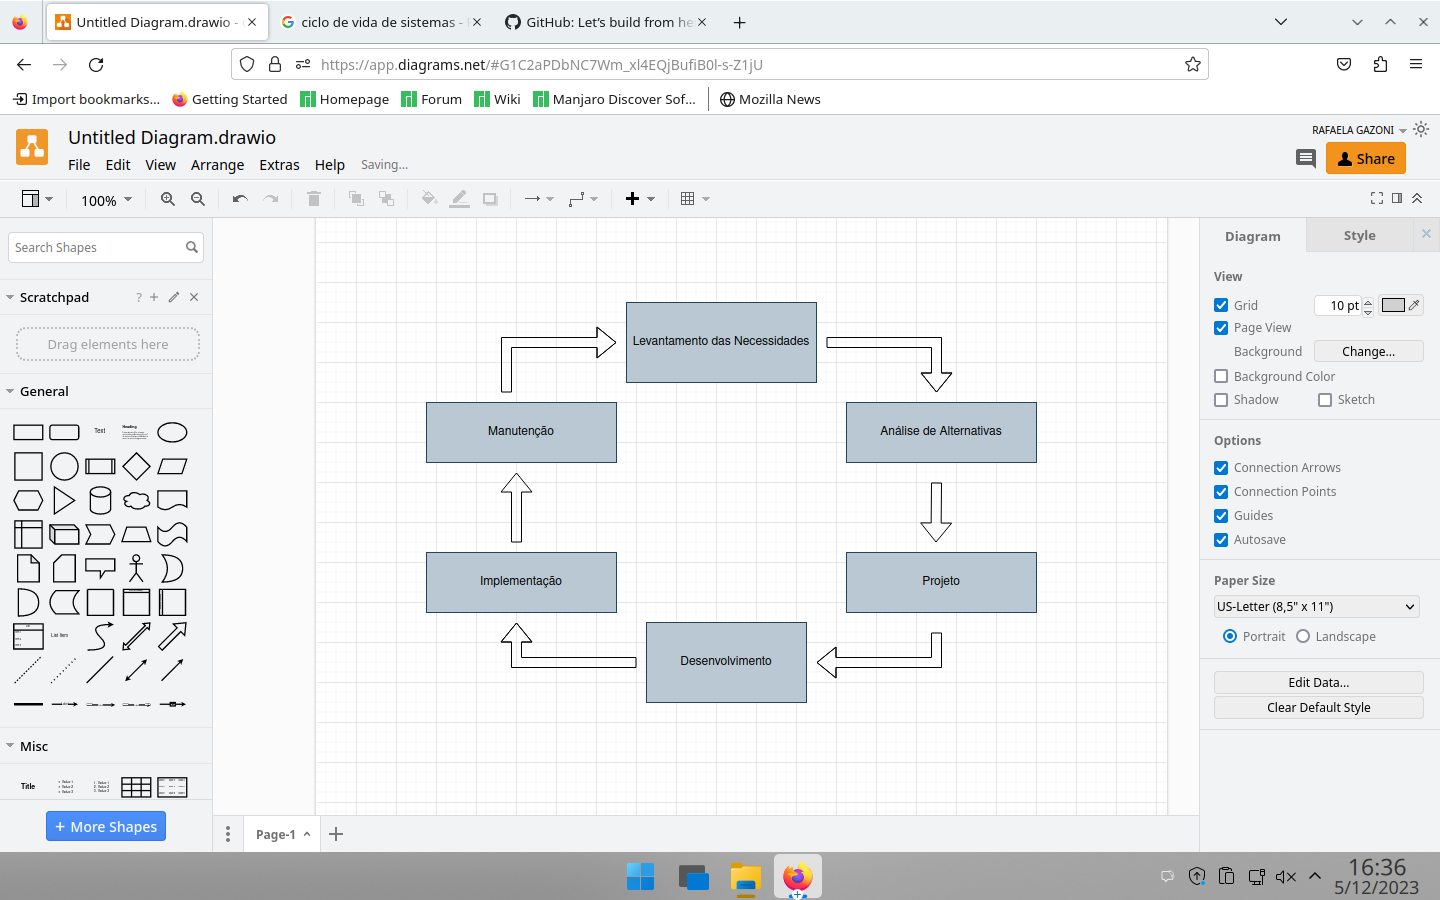 Untitled Diagram.drawio -
ciclo de vida de sistemas -
GitHub: Let's build from he
https://app.diagrams.net/#G1C2aPDbNC7Wm_xl4EQjBufiB0l-s-Z1jU
Import bookmarks... Getting Started Homepage Forum Wiki Manjaro Discover Sof... Mozilla News
Untitled Diagram.drawio
RAFAELA GAZONI
File Edit View Arrange Extras Help Saving...
Share
100%
Search Shapes
Scratchpad ?
Drag elements here
General
Text
Heading
List Item
Misc
Title
+ More Shapes
Levantamento das Necessidades
Manutenção
Análise de Alternativas
Implementação
Projeto
Desenvolvimento
Page-1
Diagram Style
View
Grid 10 pt
Page View
Background Change...
Background Color
Shadow Sketch
Options
Connection Arrows
Connection Points
Guides
Autosave
Paper Size
US-Letter (8,5" x 11")
Portrait Landscape
Edit Data...
Clear Default Style
16:36
5/12/2023